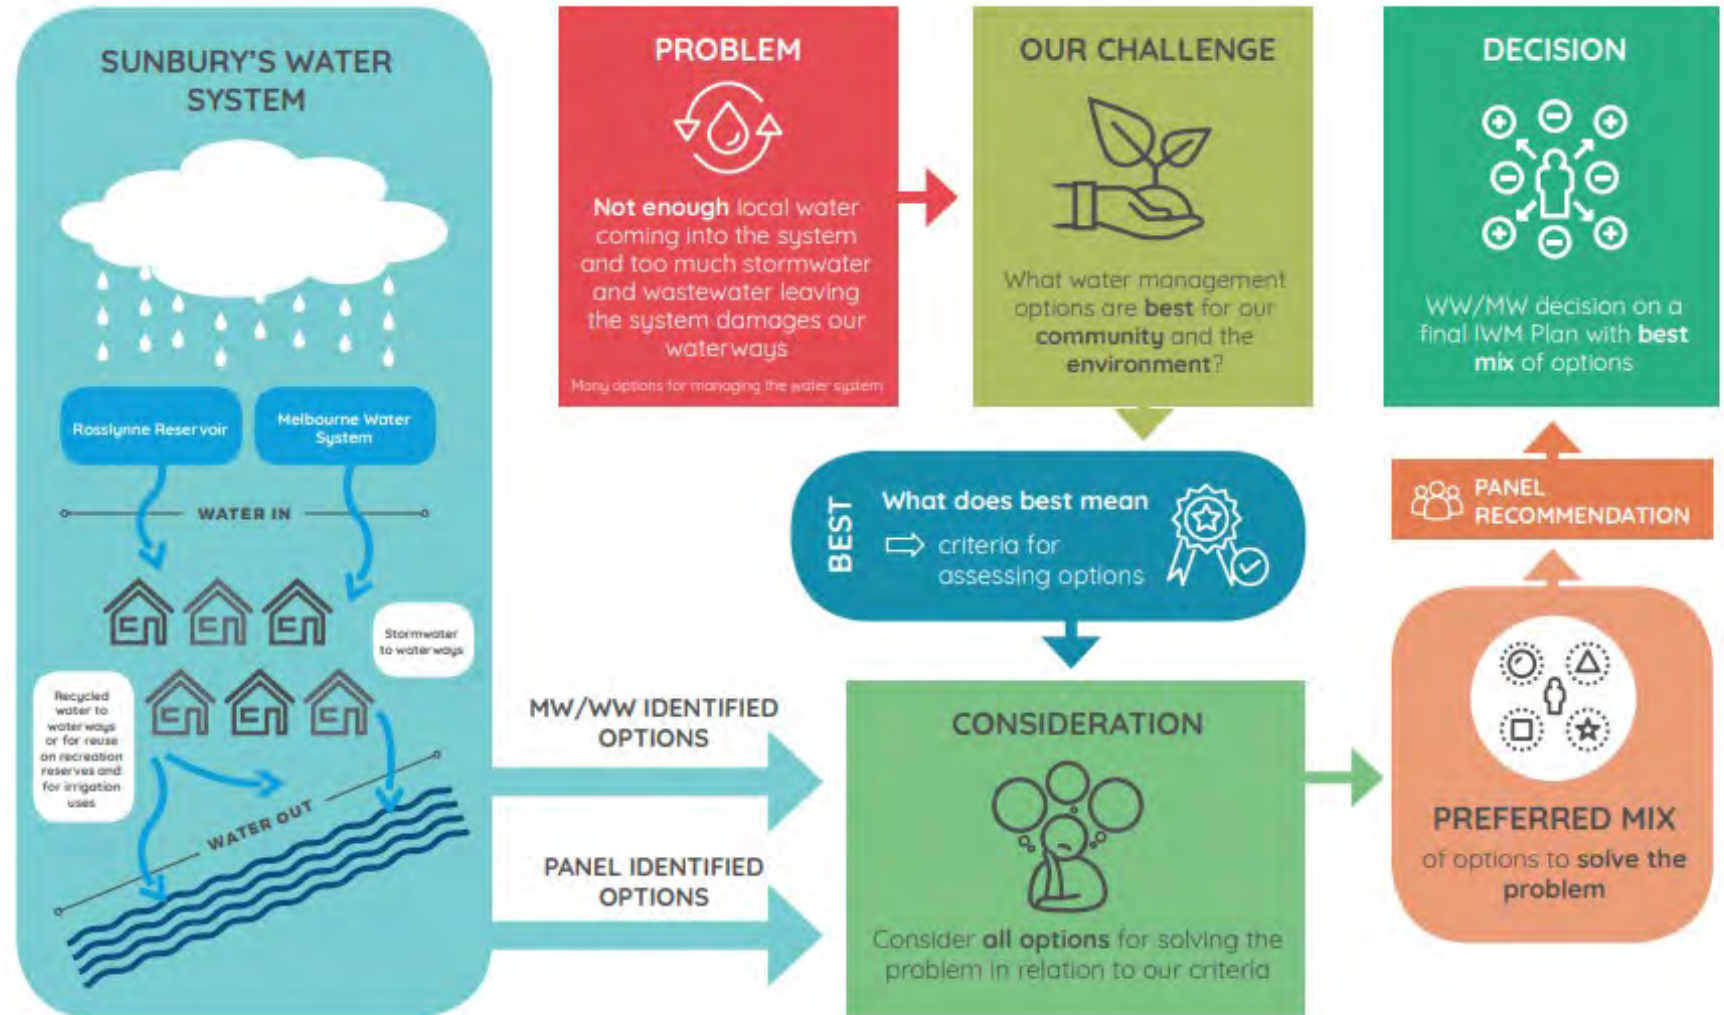 SUNBURY'S WATER
SYSTEM
Rosslynne Reservoir
Melbourne Water
System
WATER IN
Stormwater
to waterways
Recycled
water to
waterways
or for reuse
on recreation
reserves and
for irrigation
uses
WATER OUT
PROBLEM
Not enough local water
coming into the system
and too much stormwater
and wastewater leaving
the system damages our
waterways
Many options for managing the water system
OUR CHALLENGE
What water management
options are best for our
community and the
environment?
BEST
What does best mean
criteria for
assessing options
MW/WW IDENTIFIED
OPTIONS
PANEL IDENTIFIED
OPTIONS
CONSIDERATION
Consider all options for solving the
problem in relation to our criteria
PREFERRED MIX
of options to solve the
problem
PANEL
RECOMMENDATION
DECISION
WW/MW decision on a
final IWM Plan with best
mix of options